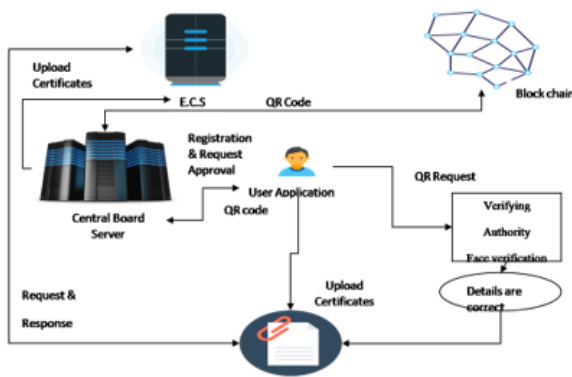 Upload
Certificates
E.C.S
QR Code
Block chain
Registration
& Request
Approval
User Application
QR Request
Central Board
Server
QR code
Verifying
Authority
Face verification
Request &
Response
Upload
Certificates
Details are
correct